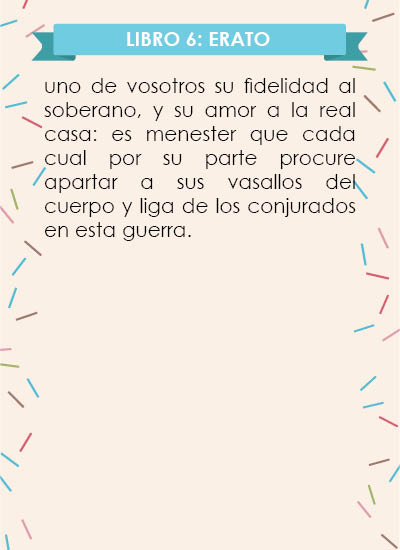 LIBRO 6: ERATO
uno de vosotros su fidelidad al
soberano, y su amor a la real
casa: es menester que cada
cual por su parte procure
apartar a sus vasallos del
cuerpo y liga de los conjurados
en esta guerra.